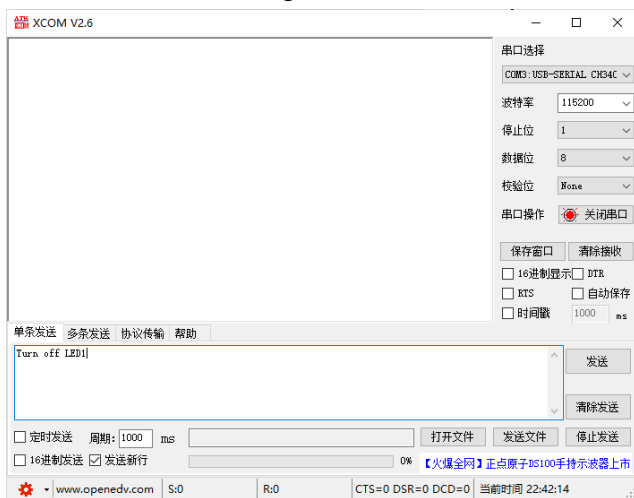 XCOM V2.6
串口选择
COM3:USB-SERIAL CH34C
波特率 115200
停止位 1
数据位 8
校验位 None
串口操作 关闭串口
保存窗口 清除接收
16进制显示 DTR
RTS 自动保存
时间戳 1000 ms
单条发送 多条发送 协议传输 帮助
Turn off LED1
发送
清除发送
定时发送 周期: 1000 ms 打开文件 发送文件 停止发送
16进制发送 发送新行 0% 【火爆全网】正点原子DS100手持示波器上市
www.openedv.com S:0 R:0 CTS=0 DSR=0 DCD=0 当前时间 22:42:14